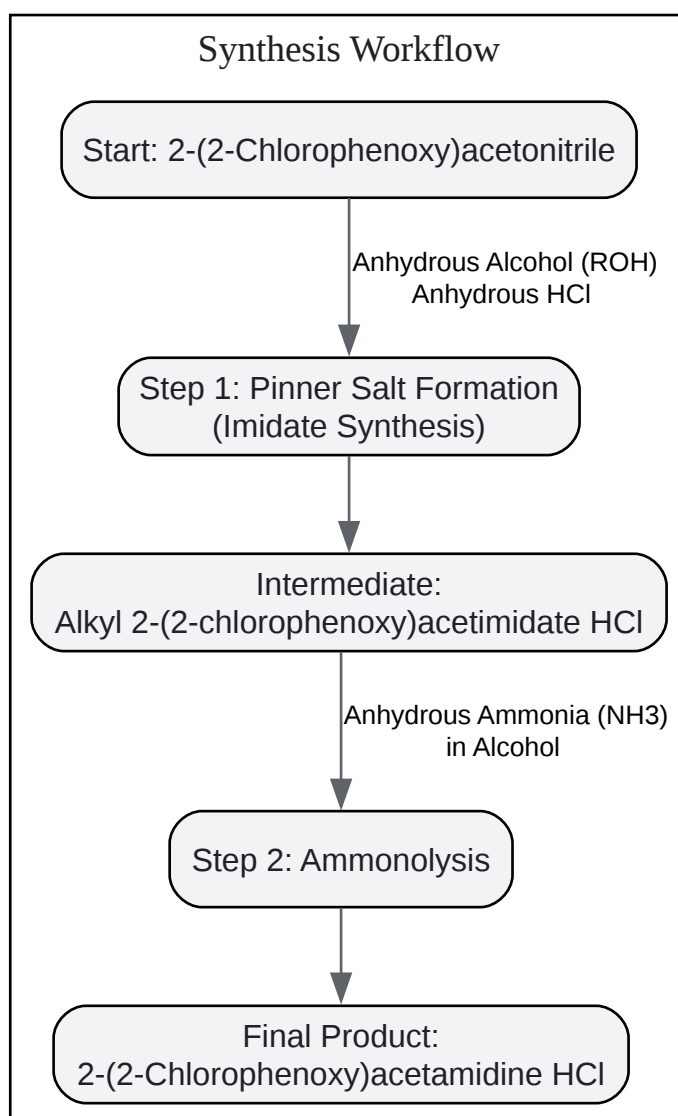 Synthesis Workflow
Start: 2-(2-Chlorophenoxy)acetonitrile
Anhydrous Alcohol (ROH)
Anhydrous HCl
Step 1: Pinner Salt Formation
(Imidate Synthesis)
Intermediate:
Alkyl 2-(2-chlorophenoxy)acetimidate HCl
Anhydrous Ammonia (NH3)
in Alcohol
Step 2: Ammonolysis
Final Product:
2-(2-Chlorophenoxy)acetamidine HCl